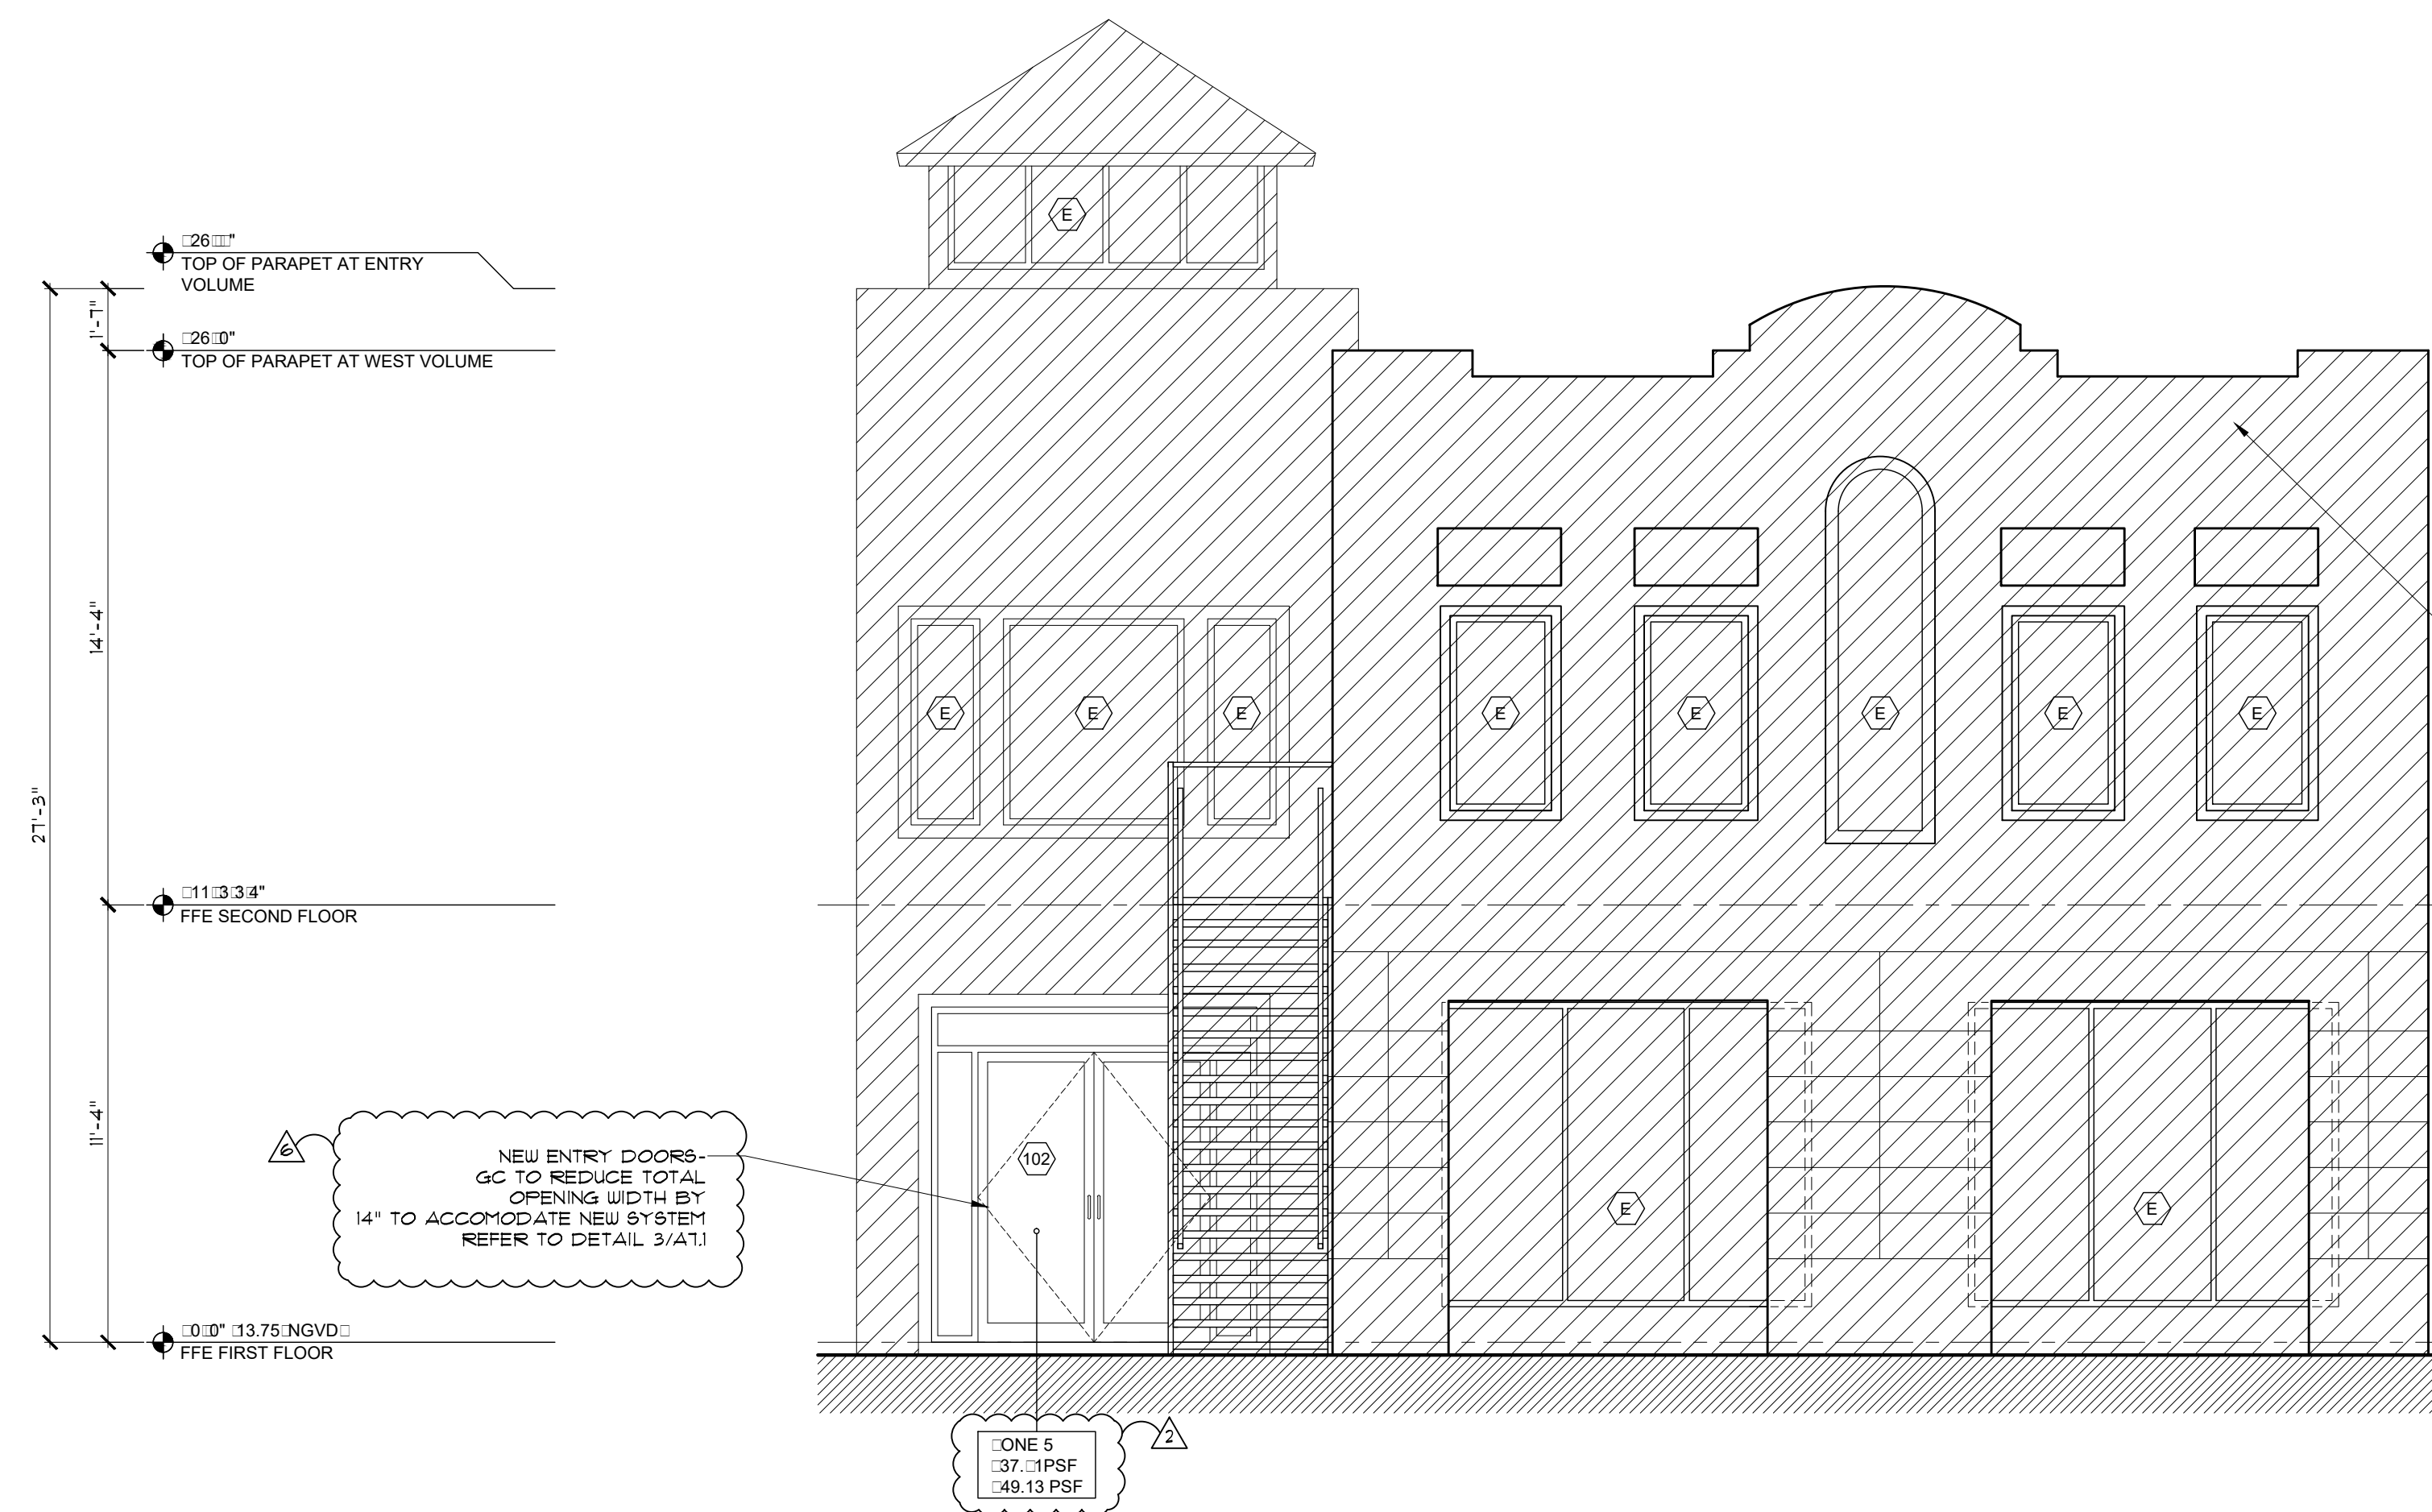 26
TOP OF PARAPET AT ENTRY
VOLUME
26 0"
TOP OF PARAPET AT WEST VOLUME
1'-7"
14'-4"
27'-3"
11'-4"
11 3 3 4"
FFE SECOND FLOOR
0 0" 13.75 NGVD
FFE FIRST FLOOR
E
E
E
E
E
E
E
E
E
6
NEW ENTRY DOORS-
GC TO REDUCE TOTAL
OPENING WIDTH BY
14" TO ACCOMODATE NEW SYSTEM
REFER TO DETAIL 3/A7.1
102
E
E
ONE 5
37. 1PSF
49.13 PSF
2